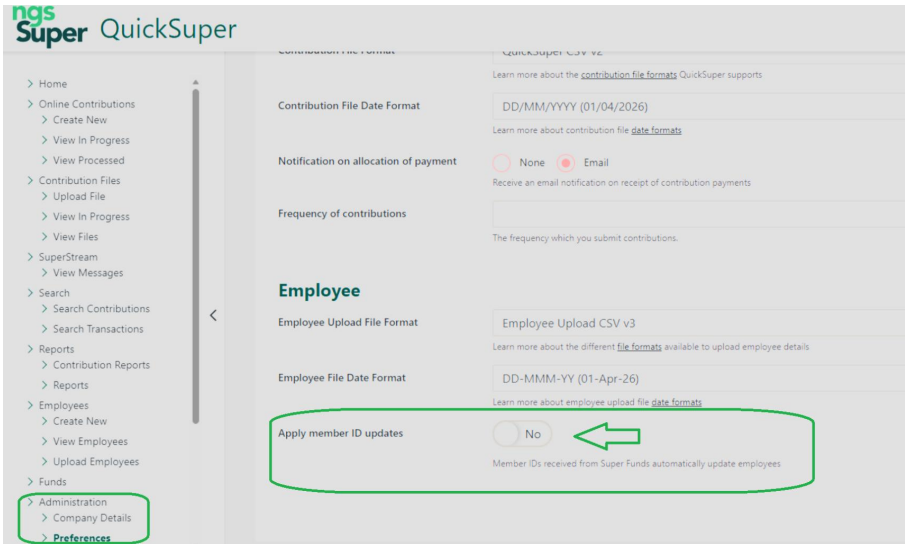 ngs
Super QuickSuper
> Home
> Online Contributions
> Create New
> View In Progress
> View Processed
> Contribution Files
> Upload File
> View In Progress
> View Files
> SuperStream
> View Messages
> Search
> Search Contributions
> Search Transactions
> Reports
> Contribution Reports
> Reports
> Employees
> Create New
> View Employees
> Upload Employees
> Funds
> Administration
> Company Details
> Preferences
<
Contribution File Format QuickSuper CSV v2
Learn more about the contribution file formats QuickSuper supports
Contribution File Date Format DD/MM/YYYY (01/04/2026)
Learn more about contribution file date formats
Notification on allocation of payment None Email
Receive an email notification on receipt of contribution payments
Frequency of contributions
The frequency which you submit contributions.
Employee
Employee Upload File Format Employee Upload CSV v3
Learn more about the different file formats available to upload employee details
Employee File Date Format DD-MMM-YY (01-Apr-26)
Learn more about employee upload file date formats
Apply member ID updates No
Member IDs received from Super Funds automatically update employees